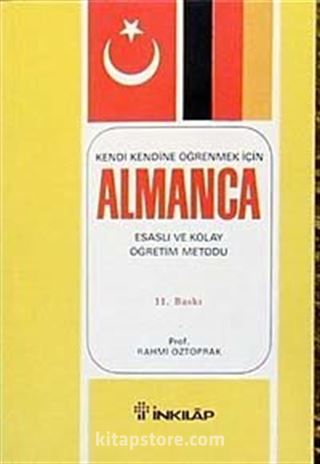 KENDİ KENDİNE ÖĞRENMEK İÇİN
ALMANCA
ESASLI VE KOLAY
ÖĞRETİM METODU
11. Baskı
Prof.
RAHMİ ÖZTOPRAK
İNKILÂP
kitapstore.com